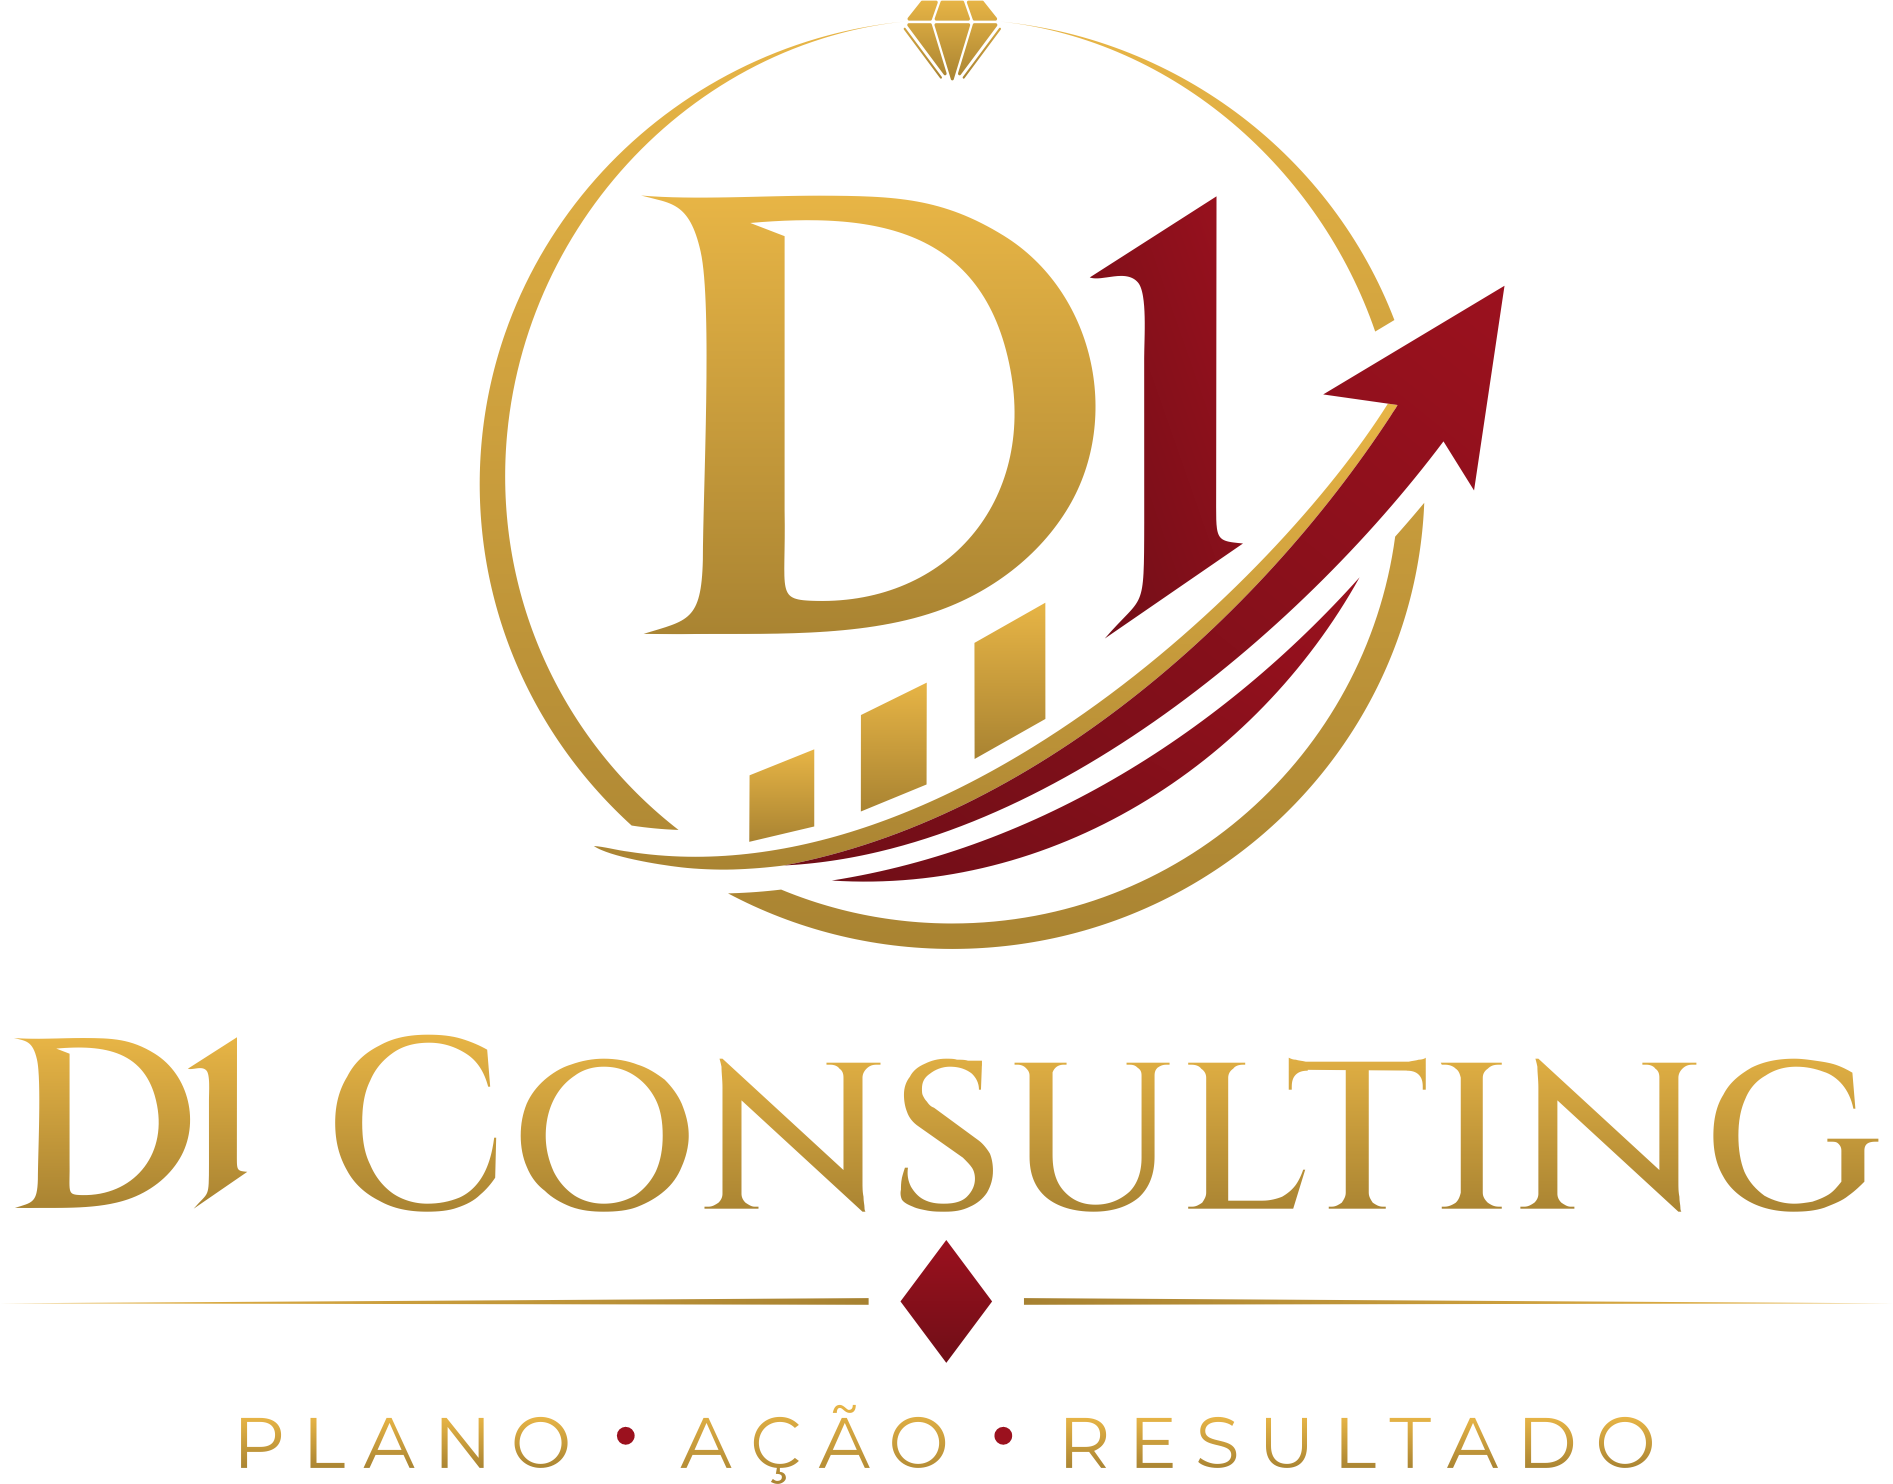 D1
D1 CONSULTING
PLANO • AÇÃO • RESULTADO